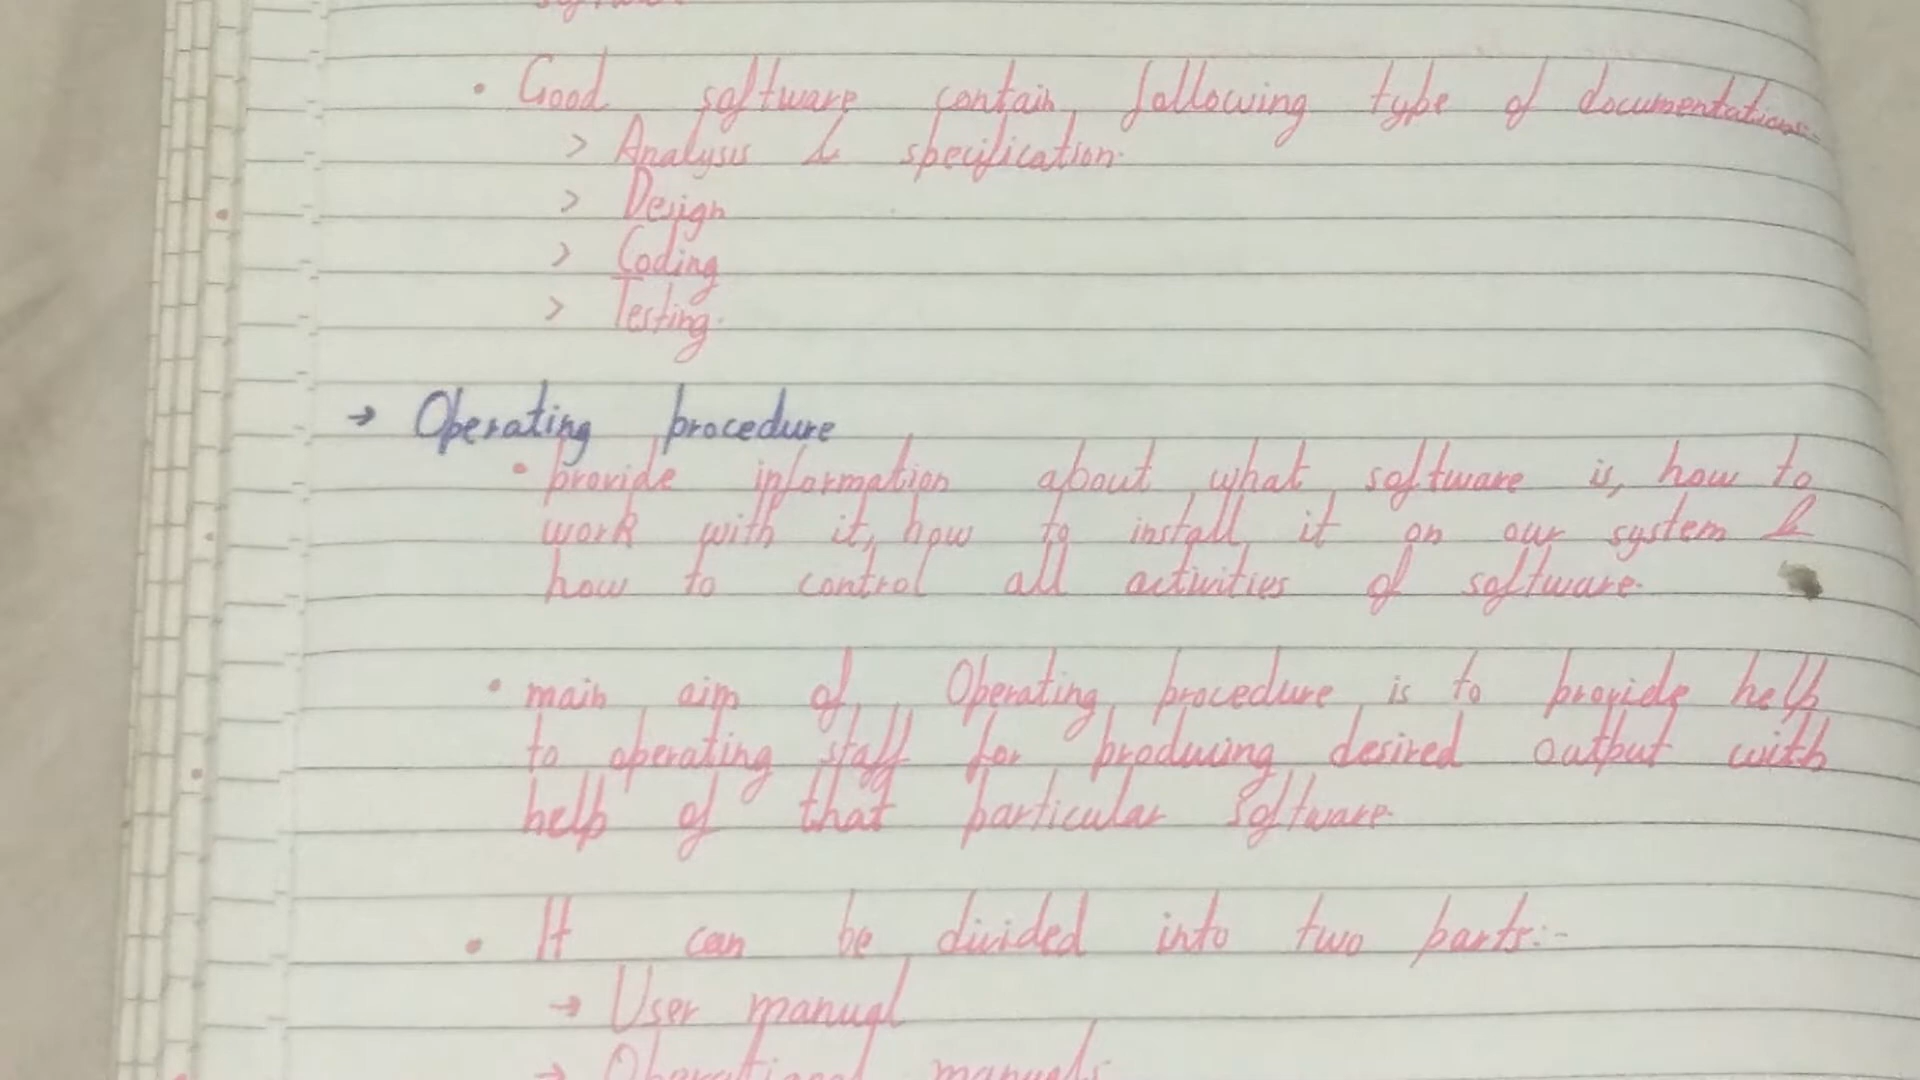 • Good software contain following type of documentations:-
> Analysis & specification.
> Design
> Coding
> Testing.
→ Operating procedure
• provide information about what software is, how to
work with it, how to install it on our system &
how to control all activities of software.
• main aim of Operating procedure is to provide help
to operating staff for producing desired output with
help of that particular software.
• It can be divided into two parts:-
→ User manual
→ Operational manuals